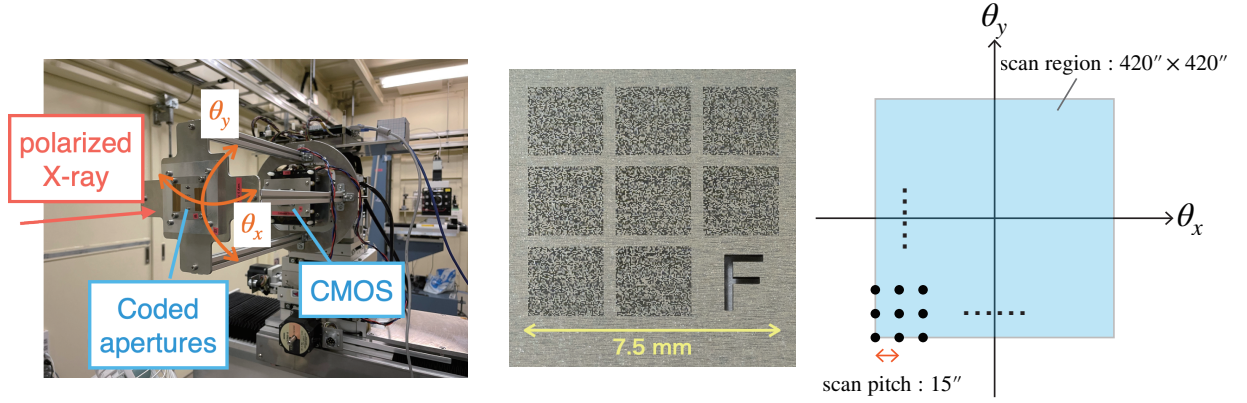 polarized
X-ray
θy
θx
Coded
apertures
CMOS
F
7.5 mm
θy
scan region : 420″ × 420″
θx
scan pitch : 15″